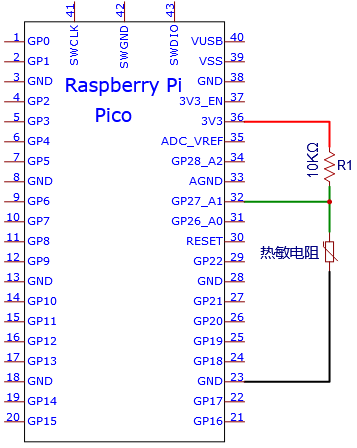 41 42 43
SWCLK SWGND SWDIO
Raspberry Pi
Pico
1 GP0 VUSB 40
2 GP1 VSS 39
3 GND GND 38
4 GP2 3V3_EN 37
5 GP3 3V3 36
6 GP4 ADC_VREF 35
7 GP5 GP28_A2 34
8 GND AGND 33
9 GP6 GP27_A1 32
10 GP7 GP26_A0 31
11 GP8 RESET 30
12 GP9 GP22 29
13 GND GND 28
14 GP10 GP21 27
15 GP11 GP20 26
16 GP12 GP19 25
17 GP13 GP18 24
18 GND GND 23
19 GP14 GP17 22
20 GP15 GP16 21
10KΩ R1
热敏电阻